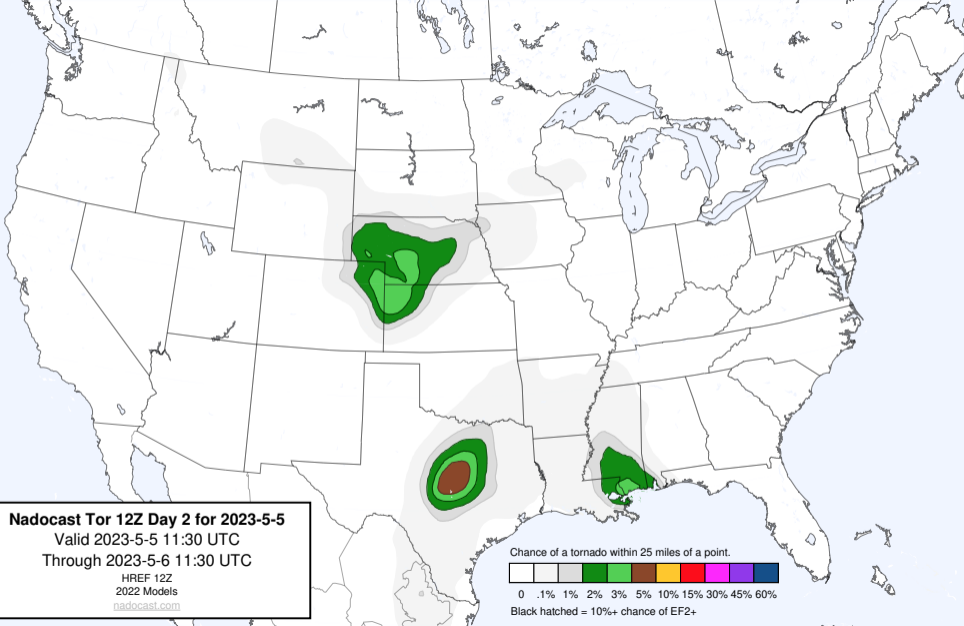 Nadocast Tor 12Z Day 2 for 2023-5-5
Valid 2023-5-5 11:30 UTC
Through 2023-5-6 11:30 UTC
HREF 12Z
2022 Models
nadocast.com
Chance of a tornado within 25 miles of a point.
0 .1% 1% 2% 3% 5% 10% 15% 30% 45% 60%
Black hatched = 10%+ chance of EF2+